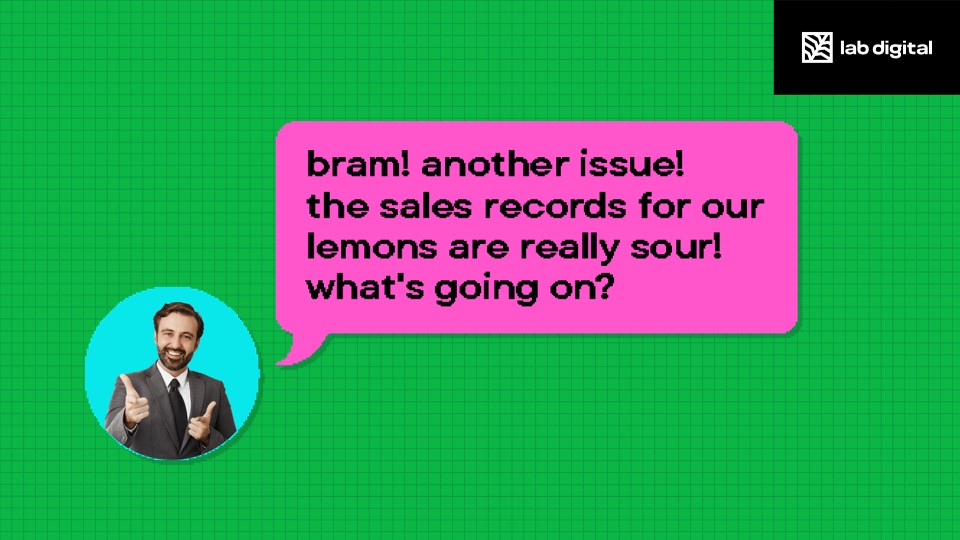 lab digital
bram! another issue!
the sales records for our
lemons are really sour!
what's going on?